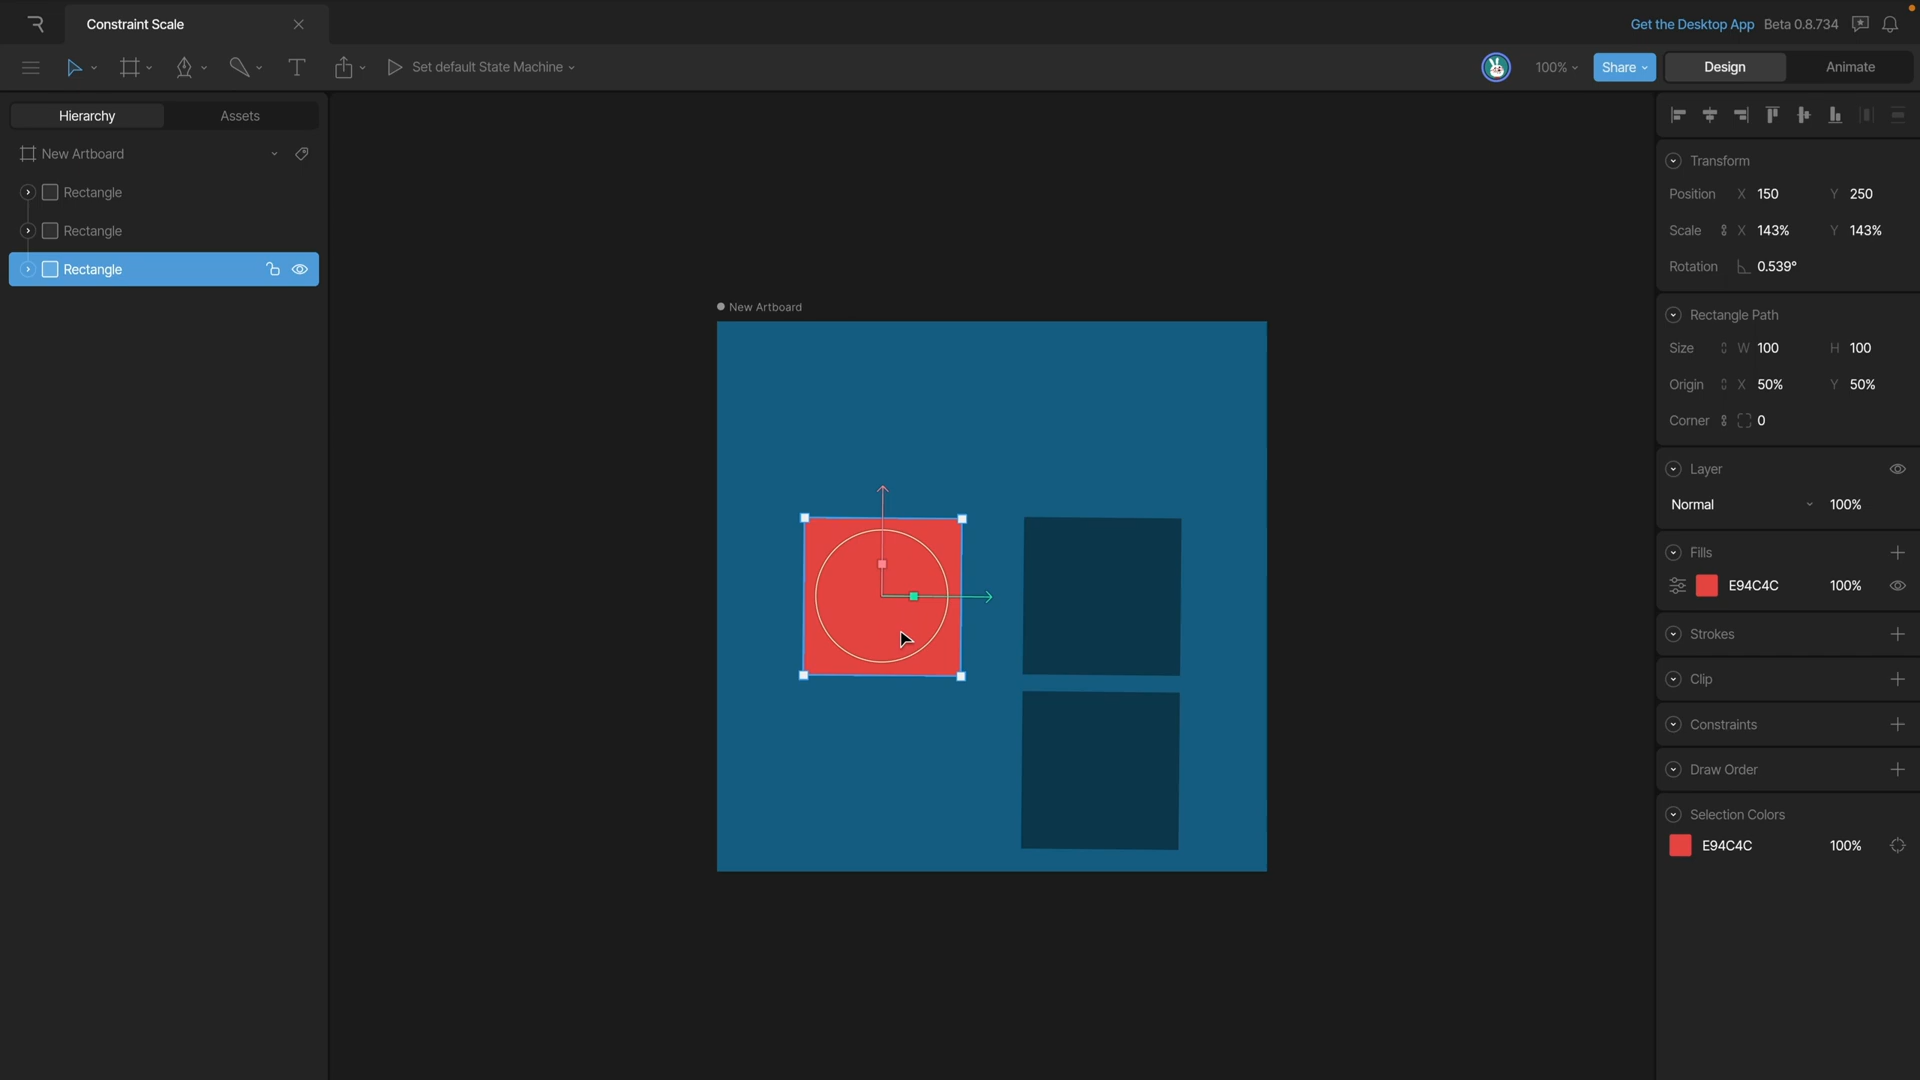 Constraint Scale
Get the Desktop App Beta 0.8.734
Set default State Machine
100%
Share
Design
Animate
Hierarchy
Assets
New Artboard
Rectangle
Rectangle
Rectangle
New Artboard
Transform
Position X 150 Y 250
Scale X 143% Y 143%
Rotation 0.539°
Rectangle Path
Size W 100 H 100
Origin X 50% Y 50%
Corner 0
Layer
Normal 100%
Fills
E94C4C 100%
Strokes
Clip
Constraints
Draw Order
Selection Colors
E94C4C 100%